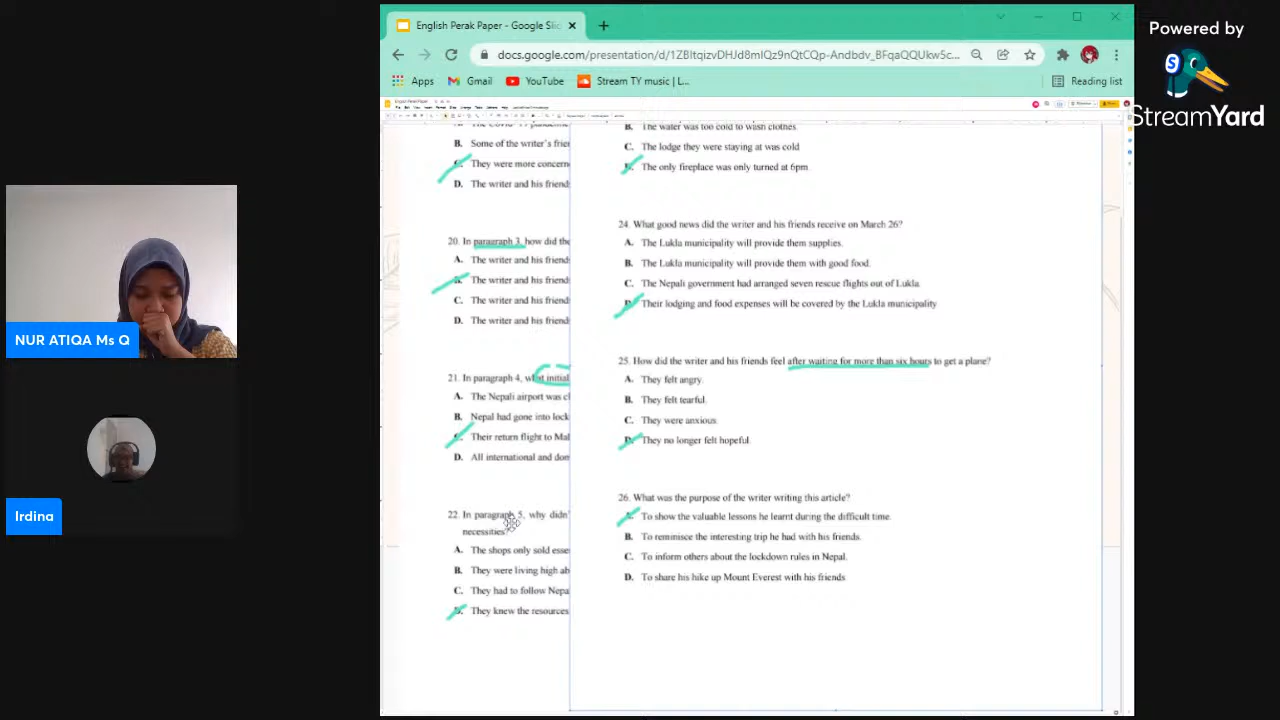 English Perak Paper - Google Slid
docs.google.com/presentation/d/1ZBItqizvDHJd8mIQz9nQtCQp-Andbdv_BFqaQQUkw5c...
Apps
Gmail
YouTube
Stream TY music | L...
Reading list
Powered by
StreamYard
NUR ATIQA Ms Q
Irdina
B. Some of the writer's frie
They were more concern
D. The writer and his friend
20. In paragraph 3, how did the
A. The writer and his friend
The writer and his friend
C. The writer and his friend
D. The writer and his friend
21. In paragraph 4, what initial
A. The Nepali airport was cl
B. Nepal had gone into lock
Their return flight to Mal
D. All international and dom
22. In paragraph 5, why didn'
necessities?
A. The shops only sold esse
B. They were living high ab
C. They had to follow Nepa
They knew the resources
B. The water was too cold to wash clothes
C. The lodge they were staying at was cold
The only fireplace was only turned at 6pm
24. What good news did the writer and his friends receive on March 26?
A. The Lukla municipality will provide them supplies.
B. The Lukla municipality will provide them with good food.
C. The Nepali government had arranged seven rescue flights out of Lukla.
Their lodging and food expenses will be covered by the Lukla municipality
25. How did the writer and his friends feel after waiting for more than six hours to get a plane?
A. They felt angry.
B. They felt tearful.
C. They were anxious.
They no longer felt hopeful.
26. What was the purpose of the writer writing this article?
To show the valuable lessons he learnt during the difficult time.
B. To reminisce the interesting trip he had with his friends.
C. To inform others about the lockdown rules in Nepal.
D. To share his hike up Mount Everest with his friends